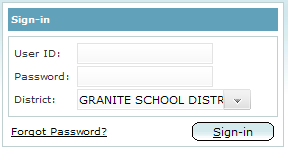 Sign-in
User ID:
Password:
District: GRANITE SCHOOL DISTR
Forgot Password? Sign-in